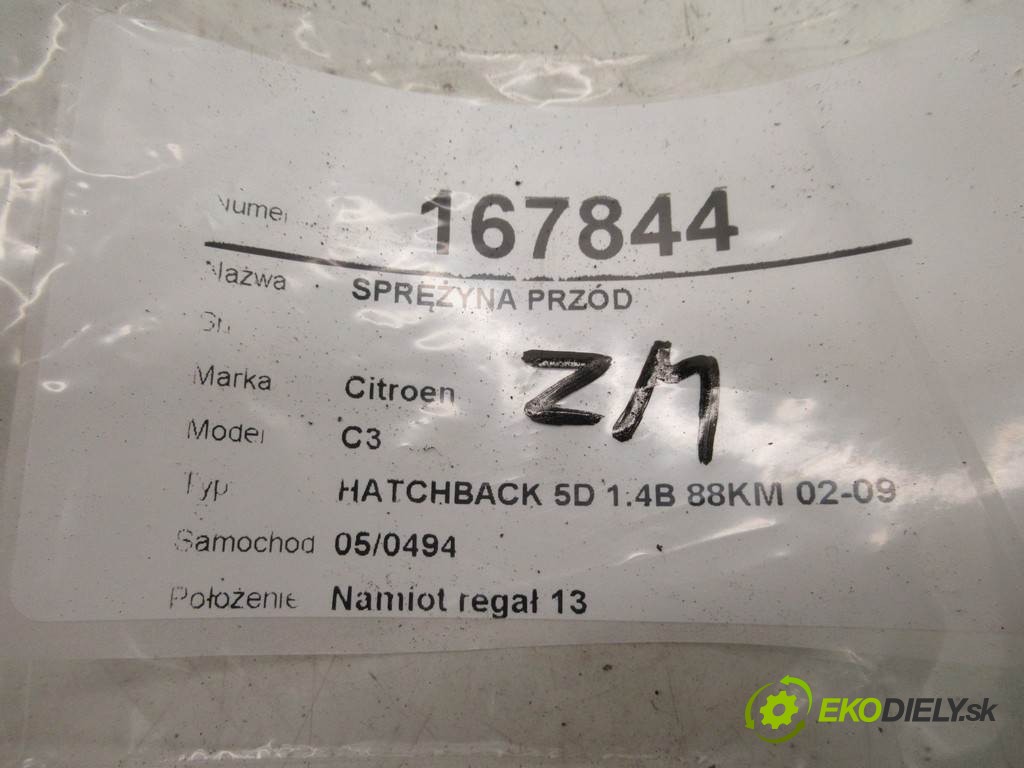 Numer 167844
Nazwa SPRĘŻYNA PRZÓD
ZM
Marka Citroen
Model C3
Typ HATCHBACK 5D 1.4B 88KM 02-09
Samochod 05/0494
Położenie Namiot regał 13
EKODIELY.sk